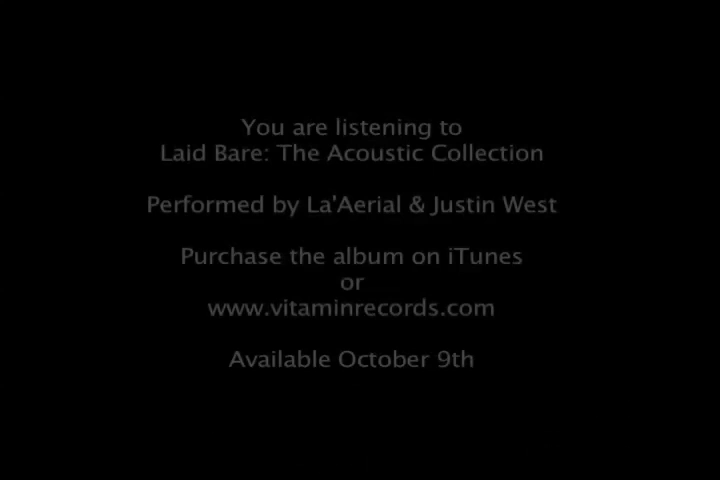 You are listening to
Laid Bare: The Acoustic Collection
Performed by La'Aerial & Justin West
Purchase the album on iTunes
or
www.vitaminrecords.com
Available October 9th